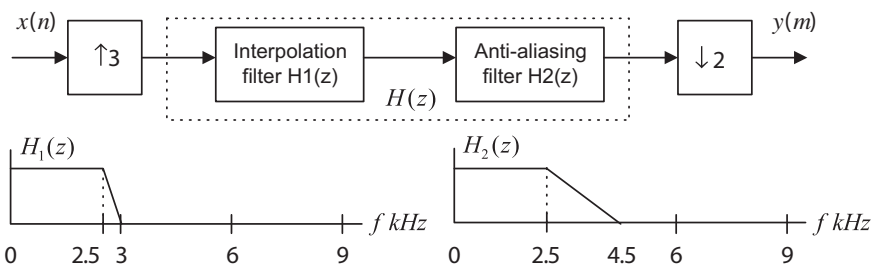 x(n)
y(m)
↑3
Interpolation
filter H1(z)
Anti-aliasing
filter H2(z)
↓2
H(z)
H₁(z)
f kHz
0 2.5 3 6 9
H₂(z)
f kHz
0 2.5 4.5 6 9